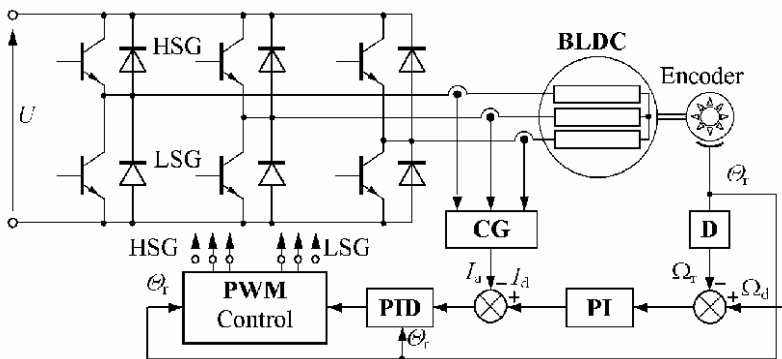 HSG
BLDC
Encoder
U
LSG
Θr
CG
D
HSG
LSG
Θr
Ia
Id
Ωr
Ωd
PWM
Control
PID
PI
Θr